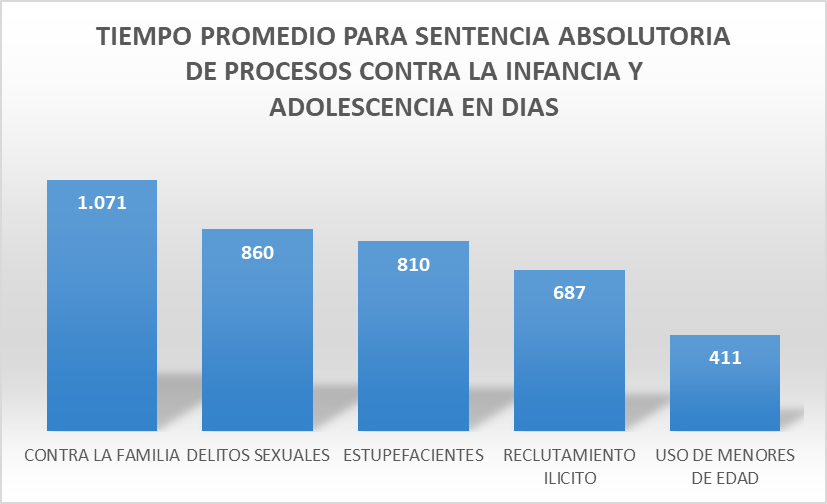 TIEMPO PROMEDIO PARA SENTENCIA ABSOLUTORIA
DE PROCESOS CONTRA LA INFANCIA Y
ADOLESCENCIA EN DIAS
1.071
860
810
687
411
CONTRA LA FAMILIA
DELITOS SEXUALES
ESTUPEFACIENTES
RECLUTAMIENTO
ILICITO
USO DE MENORES
DE EDAD